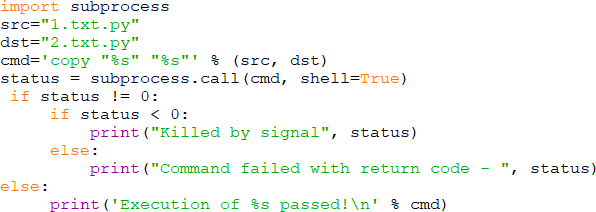 import subprocess
src="1.txt.py"
dst="2.txt.py"
cmd='copy "%s" "%s"' % (src, dst)
status = subprocess.call(cmd, shell=True)
 if status != 0:
     if status < 0:
         print("Killed by signal", status)
     else:
         print("Command failed with return code - ", status)
else:
     print('Execution of %s passed!\n' % cmd)